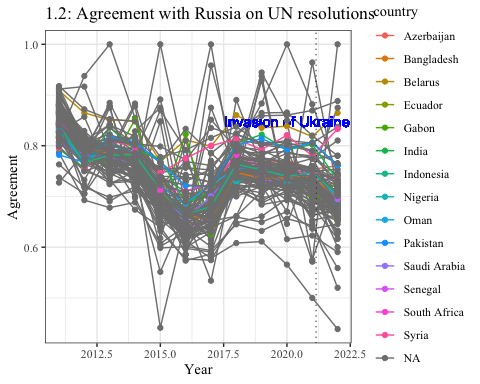 1.2: Agreement with Russia on UN resolutions
country
Azerbaijan
Bangladesh
Belarus
Ecuador
Gabon
India
Indonesia
Nigeria
Oman
Pakistan
Saudi Arabia
Senegal
South Africa
Syria
NA
1.0
0.8
0.6
Agreement
Invasion of Ukraine
2012.5
2015.0
2017.5
2020.0
2022.5
Year